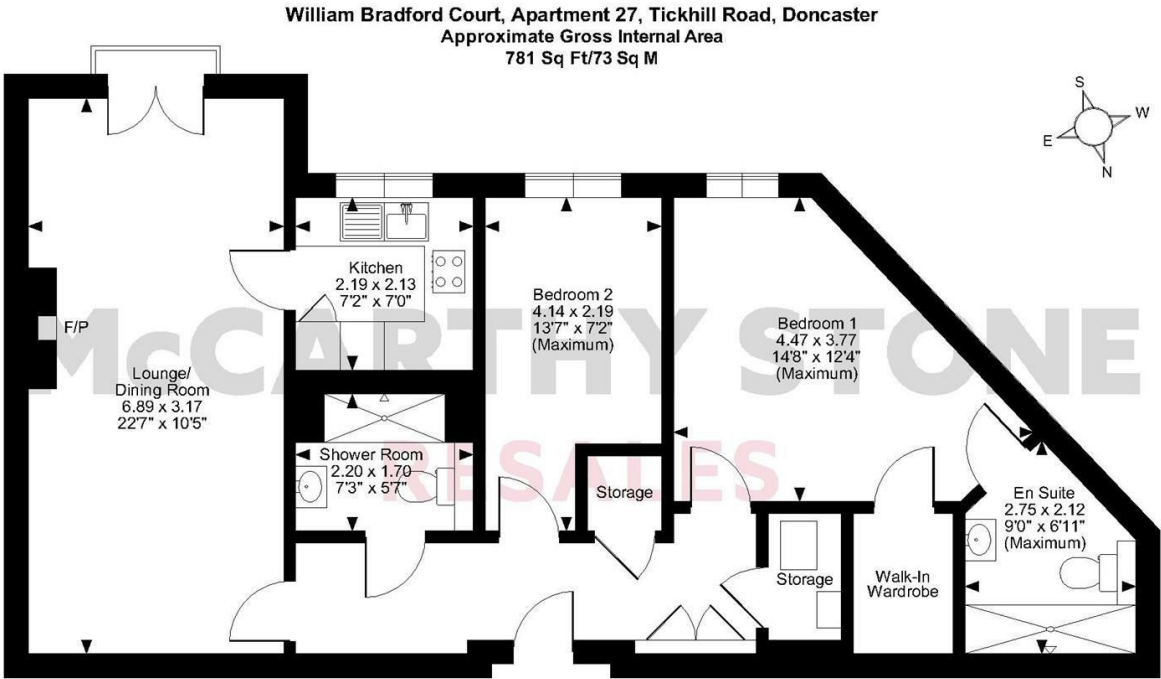 William Bradford Court, Apartment 27, Tickhill Road, Doncaster
Approximate Gross Internal Area
781 Sq Ft/73 Sq M
S
W
E
N
Kitchen
2.19 x 2.13
7'2" x 7'0"
Bedroom 2
4.14 x 2.19
13'7" x 7'2"
(Maximum)
Bedroom 1
4.47 x 3.77
14'8" x 12'4"
(Maximum)
F/P
McCARTHY STONE
RESALES
Lounge/
Dining Room
6.89 x 3.17
22'7" x 10'5"
Shower Room
2.20 x 1.70
7'3" x 5'7"
Storage
En Suite
2.75 x 2.12
9'0" x 6'11"
(Maximum)
Storage
Walk-In
Wardrobe